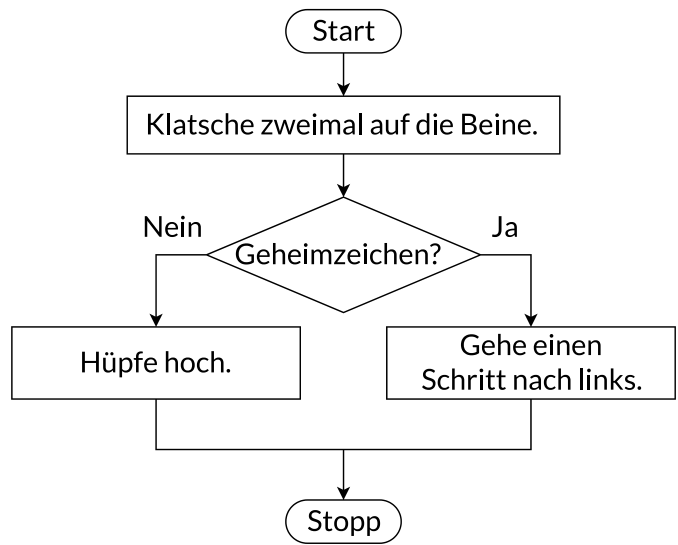 Start
Klatsche zweimal auf die Beine.
Nein
Ja
Geheimzeichen?
Hüpfe hoch.
Gehe einen
Schritt nach links.
Stopp